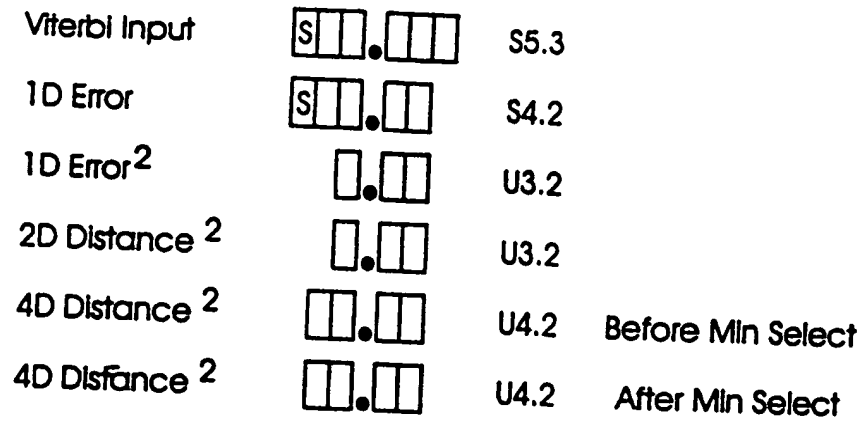 Viterbi Input S S5.3
1D Error S S4.2
1D Error2 U3.2
2D Distance 2 U3.2
4D Distance 2 U4.2 Before Min Select
4D Distance 2 U4.2 After Min Select